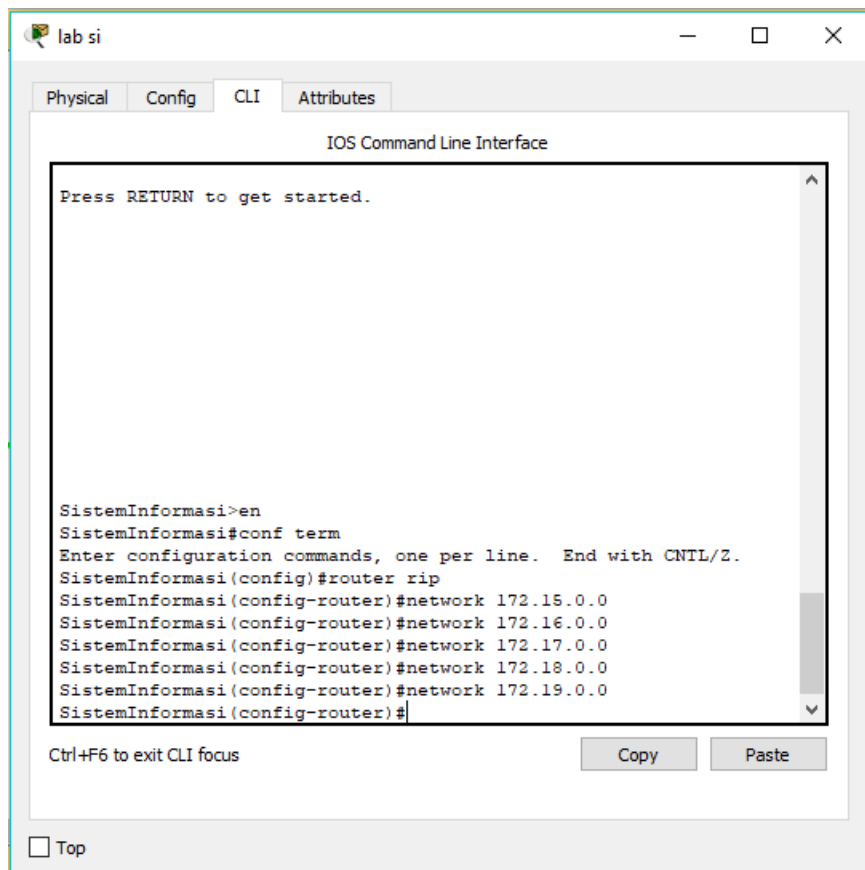 lab si
Physical Config CLI Attributes
IOS Command Line Interface
Press RETURN to get started.
SistemInformasi>en
SistemInformasi#conf term
Enter configuration commands, one per line.  End with CNTL/Z.
SistemInformasi(config)#router rip
SistemInformasi(config-router)#network 172.15.0.0
SistemInformasi(config-router)#network 172.16.0.0
SistemInformasi(config-router)#network 172.17.0.0
SistemInformasi(config-router)#network 172.18.0.0
SistemInformasi(config-router)#network 172.19.0.0
SistemInformasi(config-router)#
Ctrl+F6 to exit CLI focus Copy Paste
Top